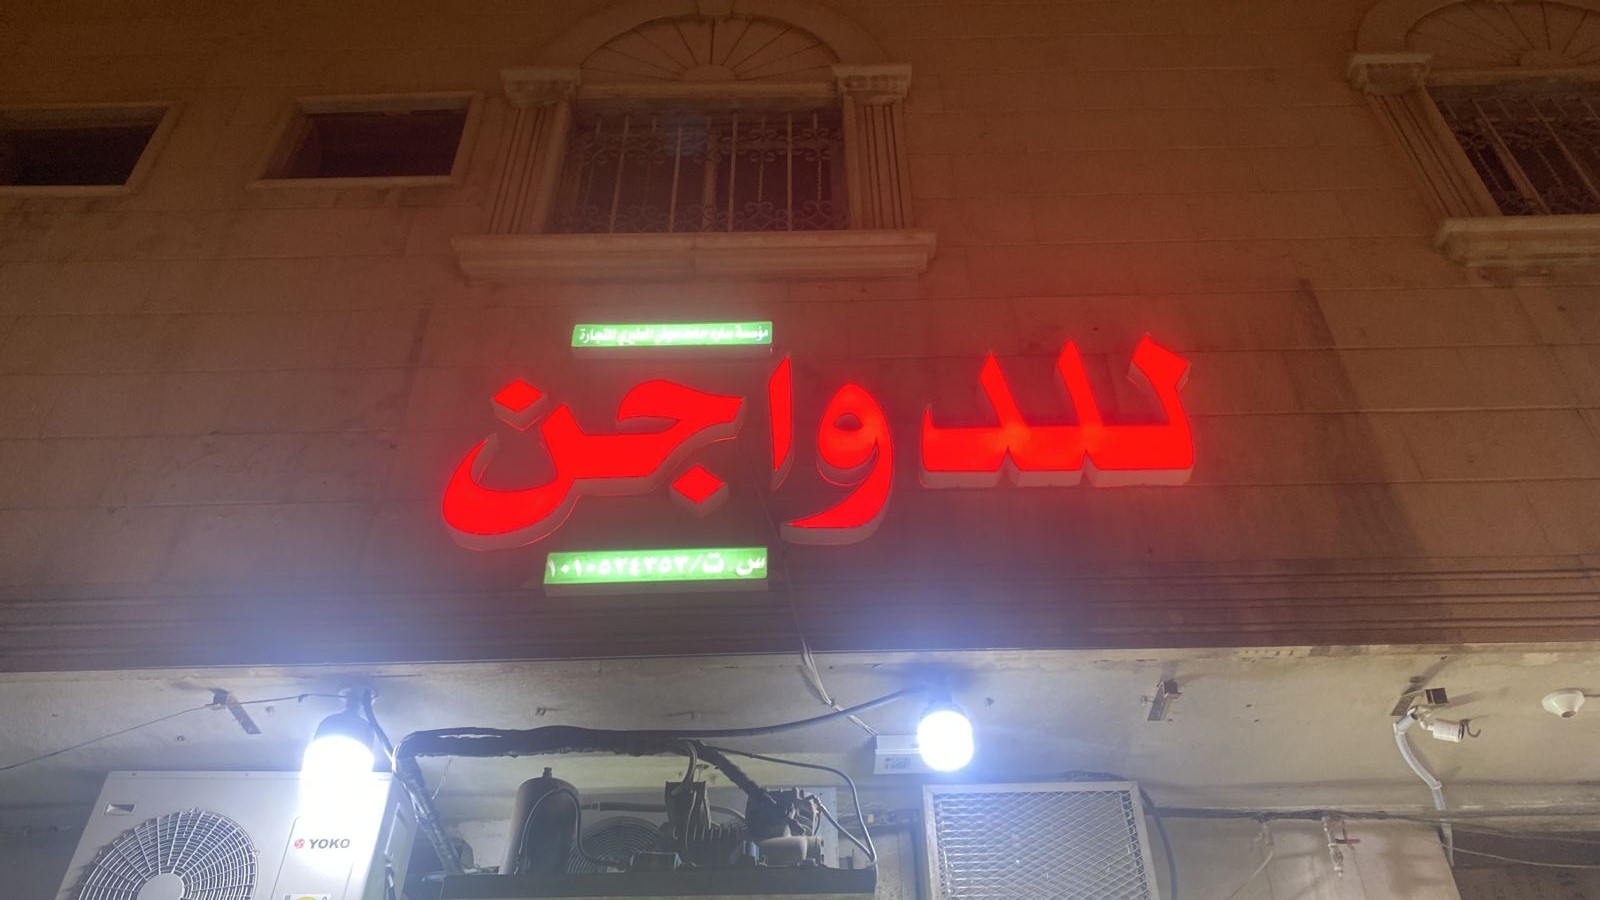 مؤسسة للتجارة
للدواجن
س ت/١٠١٠٥٢٤٣٥٣
YOKO